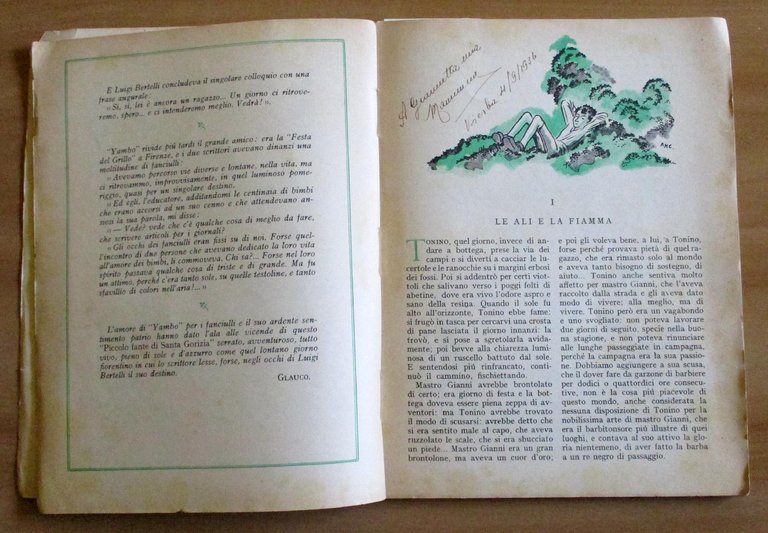 E Luigi Bertelli concludeva il singolare colloquio con una
frase augurale:
« Sì, sì, lei è ancora un ragazzo... Un giorno ci ritrove-
remo, spero... e ci intenderemo meglio. Vedrà! ».
"Yambo" rivide più tardi il grande amico: era la "Festa
del Grillo" a Firenze, e i due scrittori avevano dinanzi una
moltitudine di fanciulli:
« Avevamo percorso vie diverse e lontane, nella vita, ma
ci ritrovammo, improvvisamente, in quel luminoso pome-
riggio, quasi per un singolare destino.
« Ed egli, l'educatore, additandomi le centinaia di bimbi
che erano accorsi ad un suo cenno e che attendevano an-
siosi la sua parola, mi disse:
« — Vede? vede che c'è qualche cosa di meglio da fare,
che scrivere articoli per i giornali?
« Gli occhi dei fanciulli eran fissi su di noi. Forse quel-
l'incontro di due persone che avevano dedicato la loro vita
all'amore dei bimbi, li commoveva. Chi sa?... Forse nel loro
spirito passava qualche cosa di triste e di grande. Ma fu
un attimo, perché c'era tanto sole, su quelle testoline, e tanto
sfavillio di colori nell'aria!... »
L'amore di "Yambo" per i fanciulli e il suo ardente sen-
timento patrio hanno dato l'ala alle vicende di questo
"Piccolo fante di Santa Gorizia" serrato, avventuroso, tutto
vivo, pieno di sole e d'azzurro come quel lontano giorno
fiorentino in cui lo scrittore lesse, forse, negli occhi di Luigi
Bertelli il suo destino.
GLAUCO.
A Giannetta mia
4/9/1936
I
LE ALI E LA FIAMMA
TONINO, quel giorno, invece di an-
dare a bottega, prese la via dei
campi e si divertì a cacciar le lu-
certole e le ranocchie su i margini erbosi
dei fossi. Poi si addentrò per certi viot-
toli che salivano verso i poggi folti di
abetine, dove era vivo l'odore aspro e
sano della resina. Quando il sole fu
alto all'orizzonte, Tonino ebbe fame:
si frugò in tasca per cercarvi una crosta
di pane lasciata il giorno innanzi: la
trovò, e si pose a sgretolarla avida-
mente; poi bevve alla chiarezza lumi-
nosa di un ruscello battuto dal sole.
E sentendosi più rinfrancato, conti-
nuò il cammino, fischiettando.
Mastro Gianni avrebbe brontolato
di certo; era giorno di festa e la bot-
tega doveva essere piena zeppa di av-
ventori: ma Tonino avrebbe trovato
il modo di scusarsi: avrebbe detto che
si era sentito male al capo, che aveva
ruzzolato le scale, che si era sbucciato
un piede... Mastro Gianni era un gran
brontolone, ma aveva un cuor d'oro;
e poi gli voleva bene, a lui, a Tonino,
forse perché provava pietà di quel ra-
gazzo, che era rimasto solo al mondo
e aveva tanto bisogno di sostegno, di
aiuto... Tonino anche sentiva molto
affetto per mastro Gianni, che l'aveva
raccolto dalla strada e gli aveva dato
modo di vivere; alla meglio, ma di
vivere. Tonino però era un vagabondo
e uno svogliato: non poteva lavorare
due giorni di seguito, specie nella buo-
na stagione, e non poteva rinunciare
alle lunghe passeggiate in campagna,
perché la campagna era la sua passione.
Dobbiamo aggiungere a sua scusa,
che il dover fare da garzone di barbiere
per dodici o quattordici ore consecu-
tive, non è la cosa più piacevole di
questo mondo, anche considerata la
nessuna disposizione di Tonino per la
nobilissima arte di mastro Gianni, che
era il barbitonsore più illustre di quei
luoghi, e contava al suo attivo la glo-
ria nientemeno, di aver fatto la barba
a un re negro di passaggio.